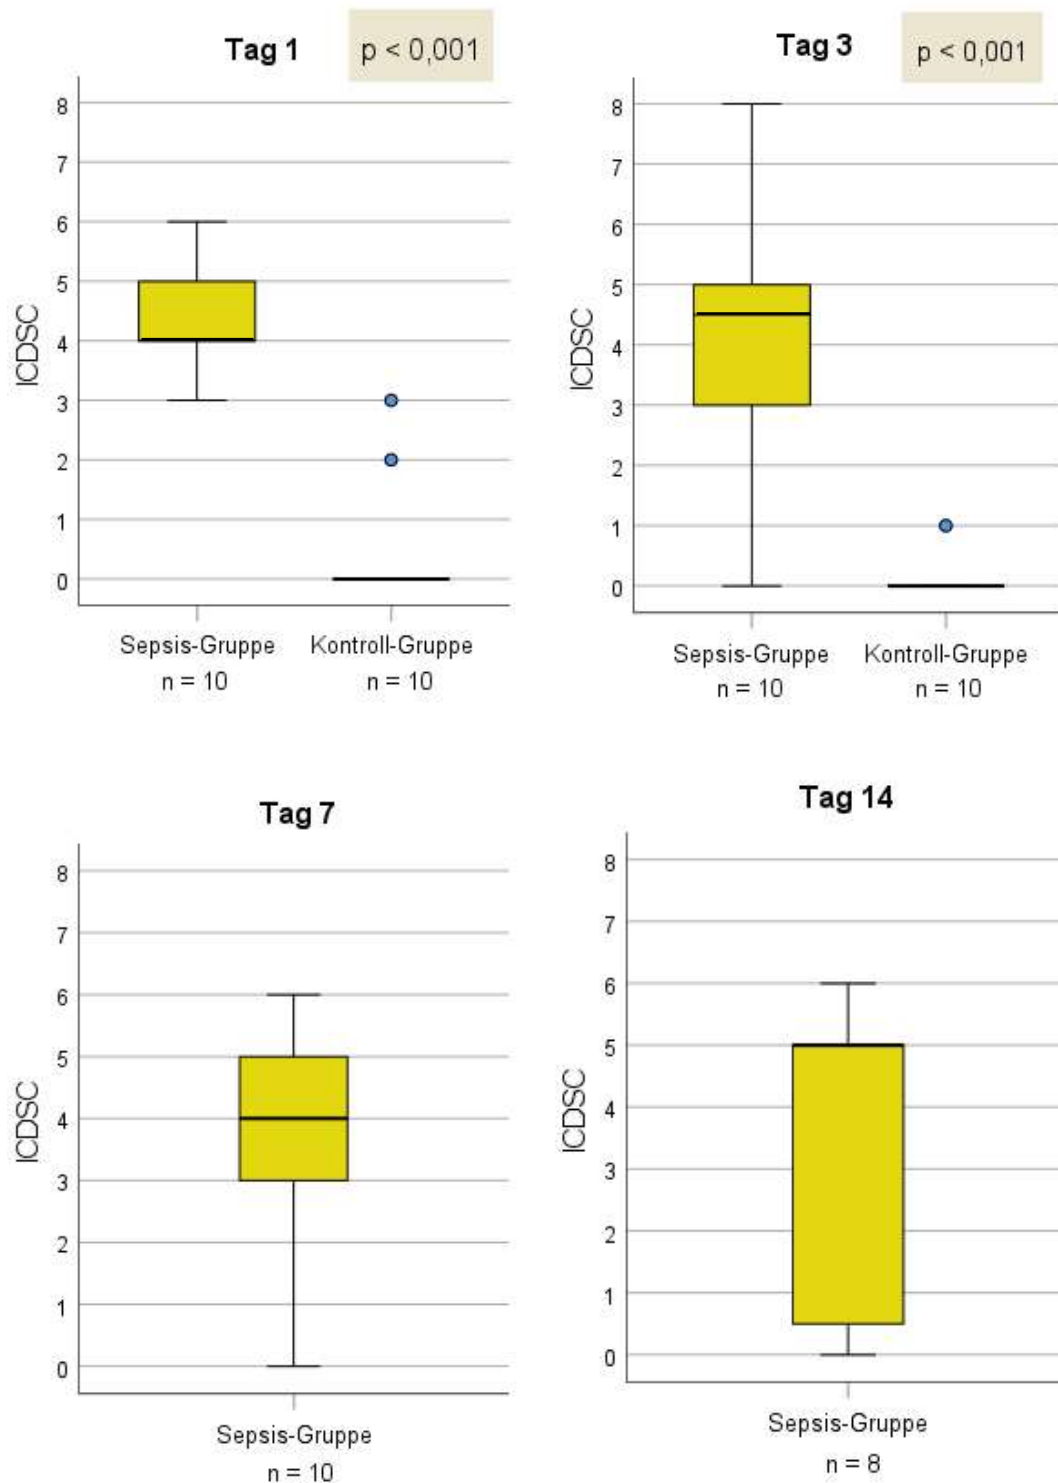 Tag 1
p < 0,001
8
7
6
5
4
3
2
1
0
ICDSC
Sepsis-Gruppe
n = 10
Kontroll-Gruppe
n = 10
Tag 3
p < 0,001
8
7
6
5
4
3
2
1
0
ICDSC
Sepsis-Gruppe
n = 10
Kontroll-Gruppe
n = 10
Tag 7
8
7
6
5
4
3
2
1
0
ICDSC
Sepsis-Gruppe
n = 10
Tag 14
8
7
6
5
4
3
2
1
0
ICDSC
Sepsis-Gruppe
n = 8